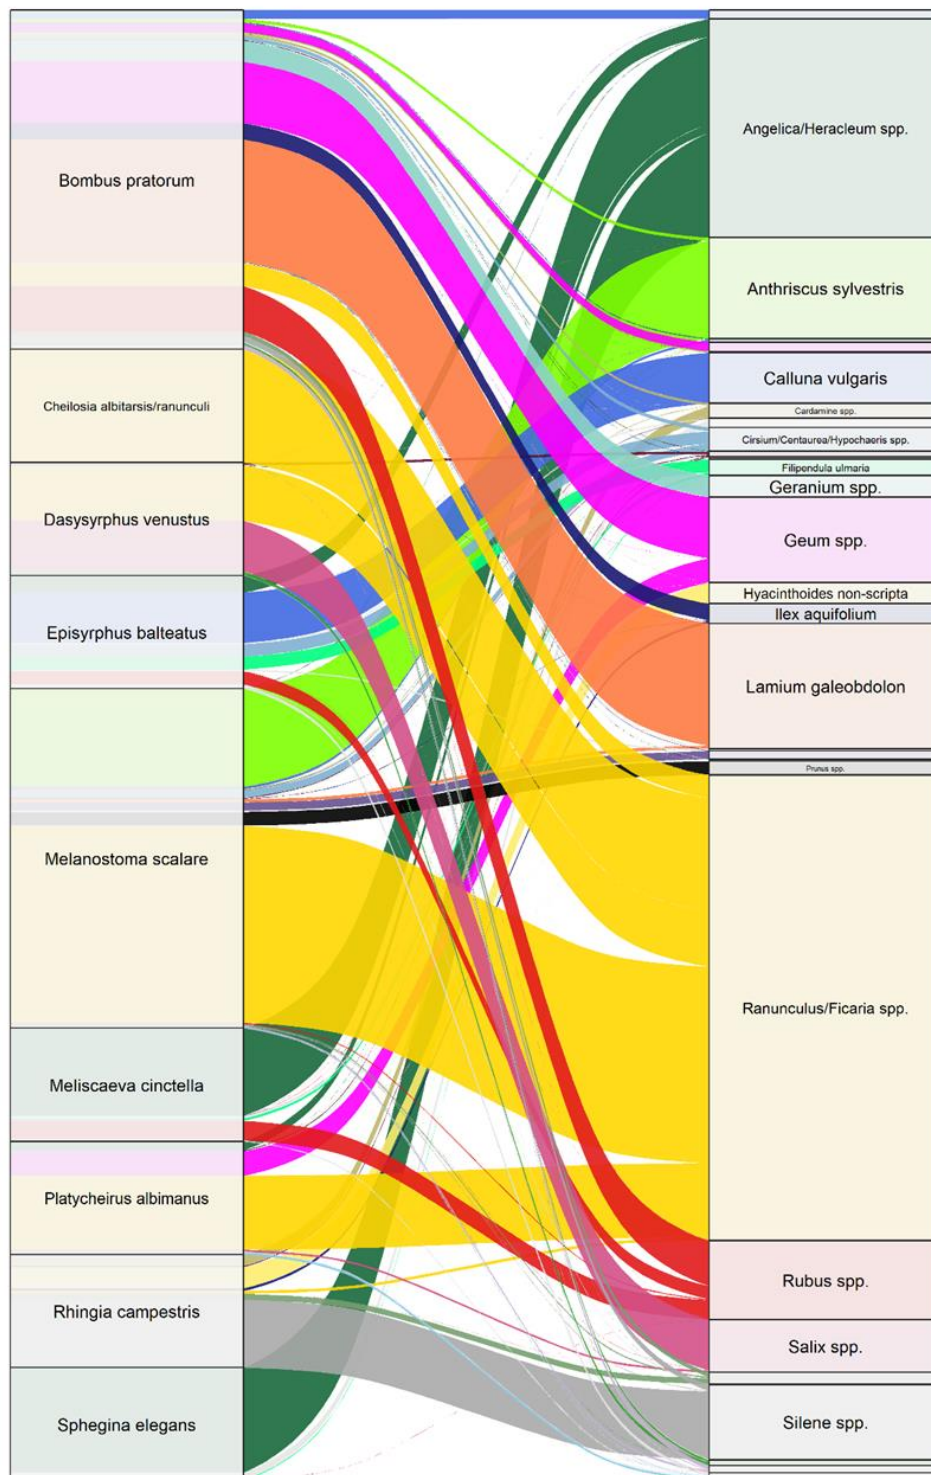 Bombus pratorum
Cheilosia albitarsis/ranunculi
Dasysyrphus venustus
Episyrphus balteatus
Melanostoma scalare
Meliscaeva cinctella
Platycheirus albimanus
Rhingia campestris
Sphegina elegans
Angelica/Heracleum spp.
Anthriscus sylvestris
Calluna vulgaris
Cardamine spp.
Cirsium/Centaurea/Hypochaeris spp.
Filipendula ulmaria
Geranium spp.
Geum spp.
Hyacinthoides non-scripta
Ilex aquifolium
Lamium galeobdolon
Prunus spp.
Ranunculus/Ficaria spp.
Rubus spp.
Salix spp.
Silene spp.